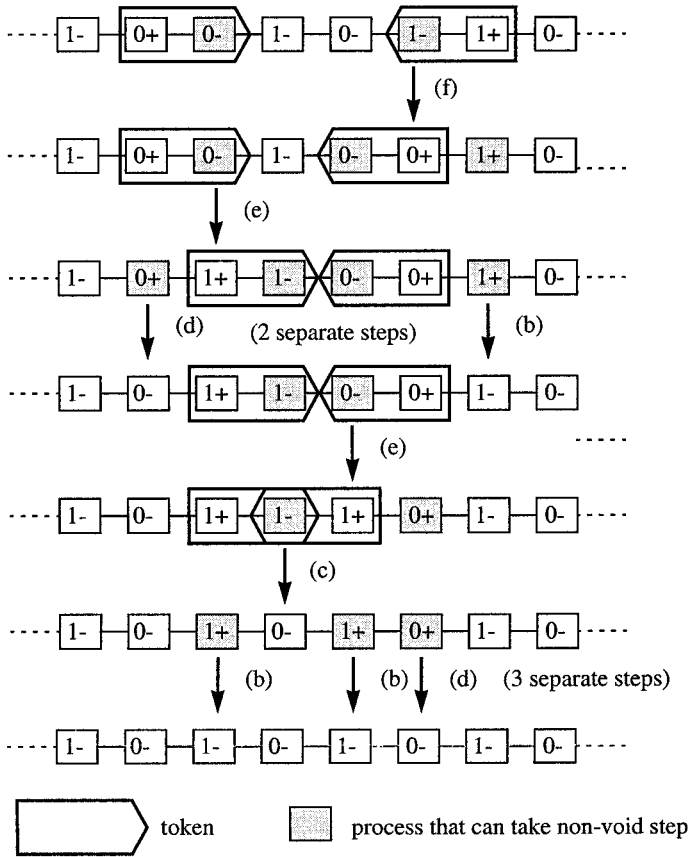 1- 0+ 0- 1- 0- 1- 1+ 0-
(f)
1- 0+ 0- 1- 0- 0+ 1+ 0-
(e)
1- 0+ 1+ 1- 0- 0+ 1+ 0-
(d) (2 separate steps) (b)
1- 0- 1+ 1- 0- 0+ 1- 0-
(e)
1- 0- 1+ 1- 1+ 0+ 1- 0-
(c)
1- 0- 1+ 0- 1+ 0+ 1- 0-
(b) (b) (d) (3 separate steps)
1- 0- 1- 0- 1- 0- 1- 0-
token process that can take non-void step